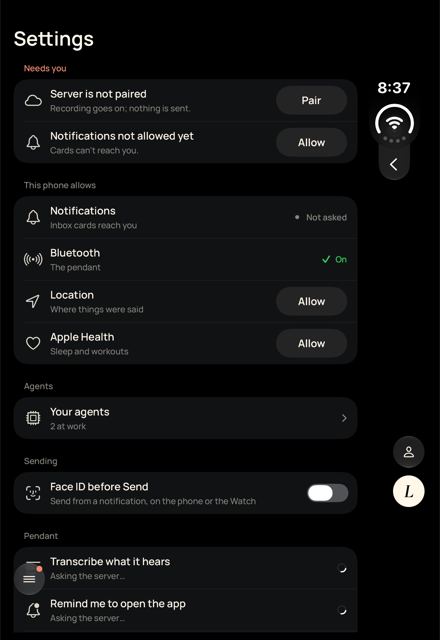 Settings
Needs you
8:37
Server is not paired
Recording goes on; nothing is sent.
Pair
Notifications not allowed yet
Cards can't reach you.
Allow
This phone allows
Notifications
Inbox cards reach you
Not asked
Bluetooth
The pendant
On
Location
Where things were said
Allow
Apple Health
Sleep and workouts
Allow
Agents
Your agents
2 at work
Sending
Face ID before Send
Send from a notification, on the phone or the Watch
L
Pendant
Transcribe what it hears
Asking the server...
Remind me to open the app
Asking the server...